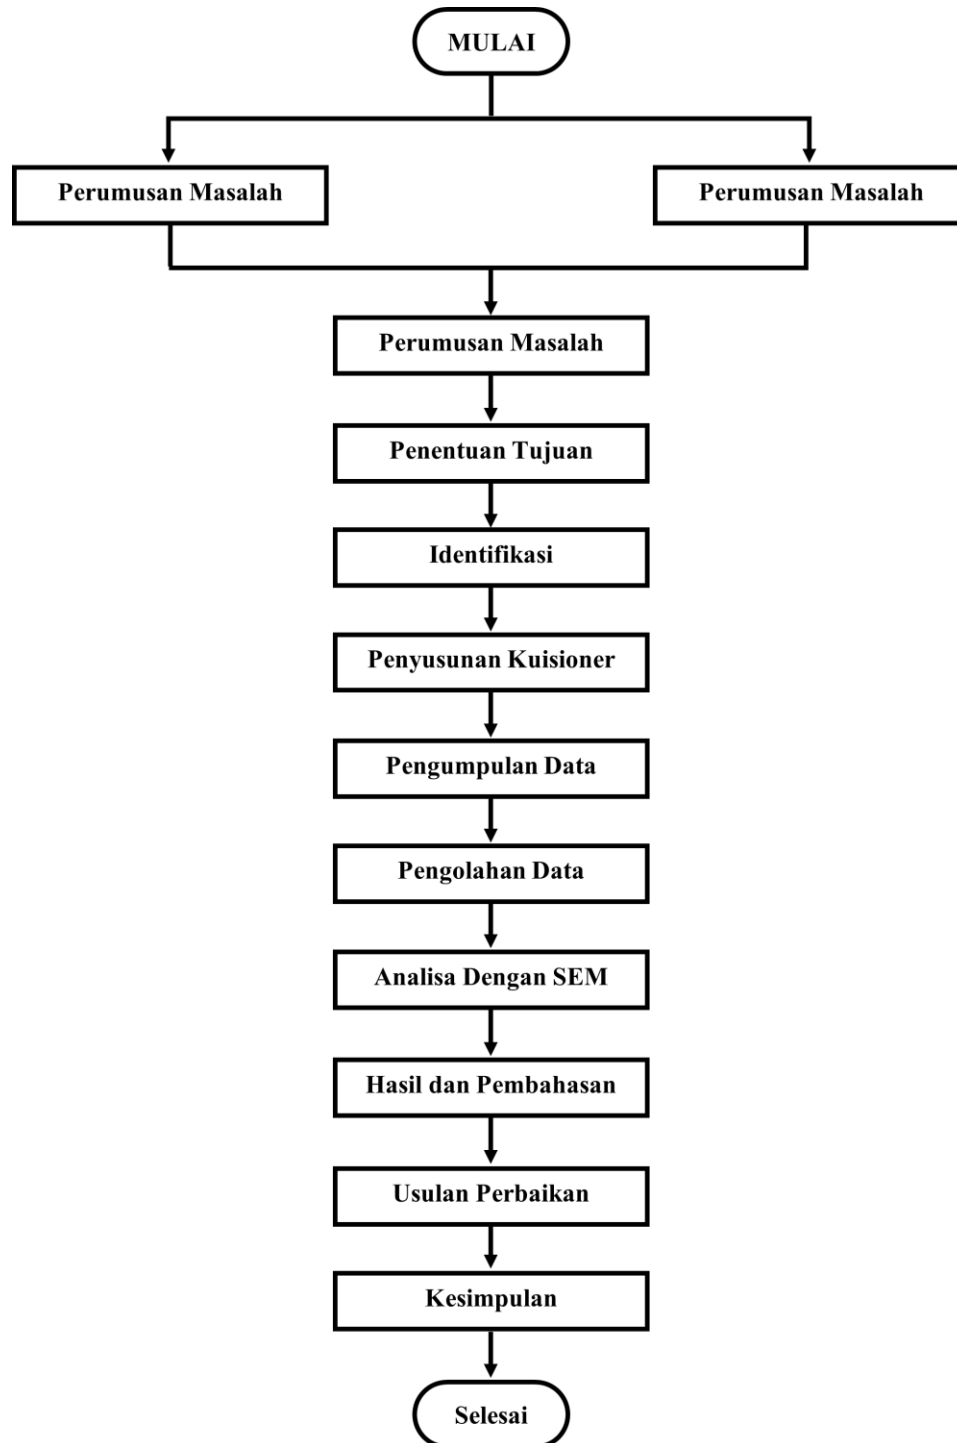 MULAI
Perumusan Masalah
Perumusan Masalah
Perumusan Masalah
Penentuan Tujuan
Identifikasi
Penyusunan Kuisioner
Pengumpulan Data
Pengolahan Data
Analisa Dengan SEM
Hasil dan Pembahasan
Usulan Perbaikan
Kesimpulan
Selesai